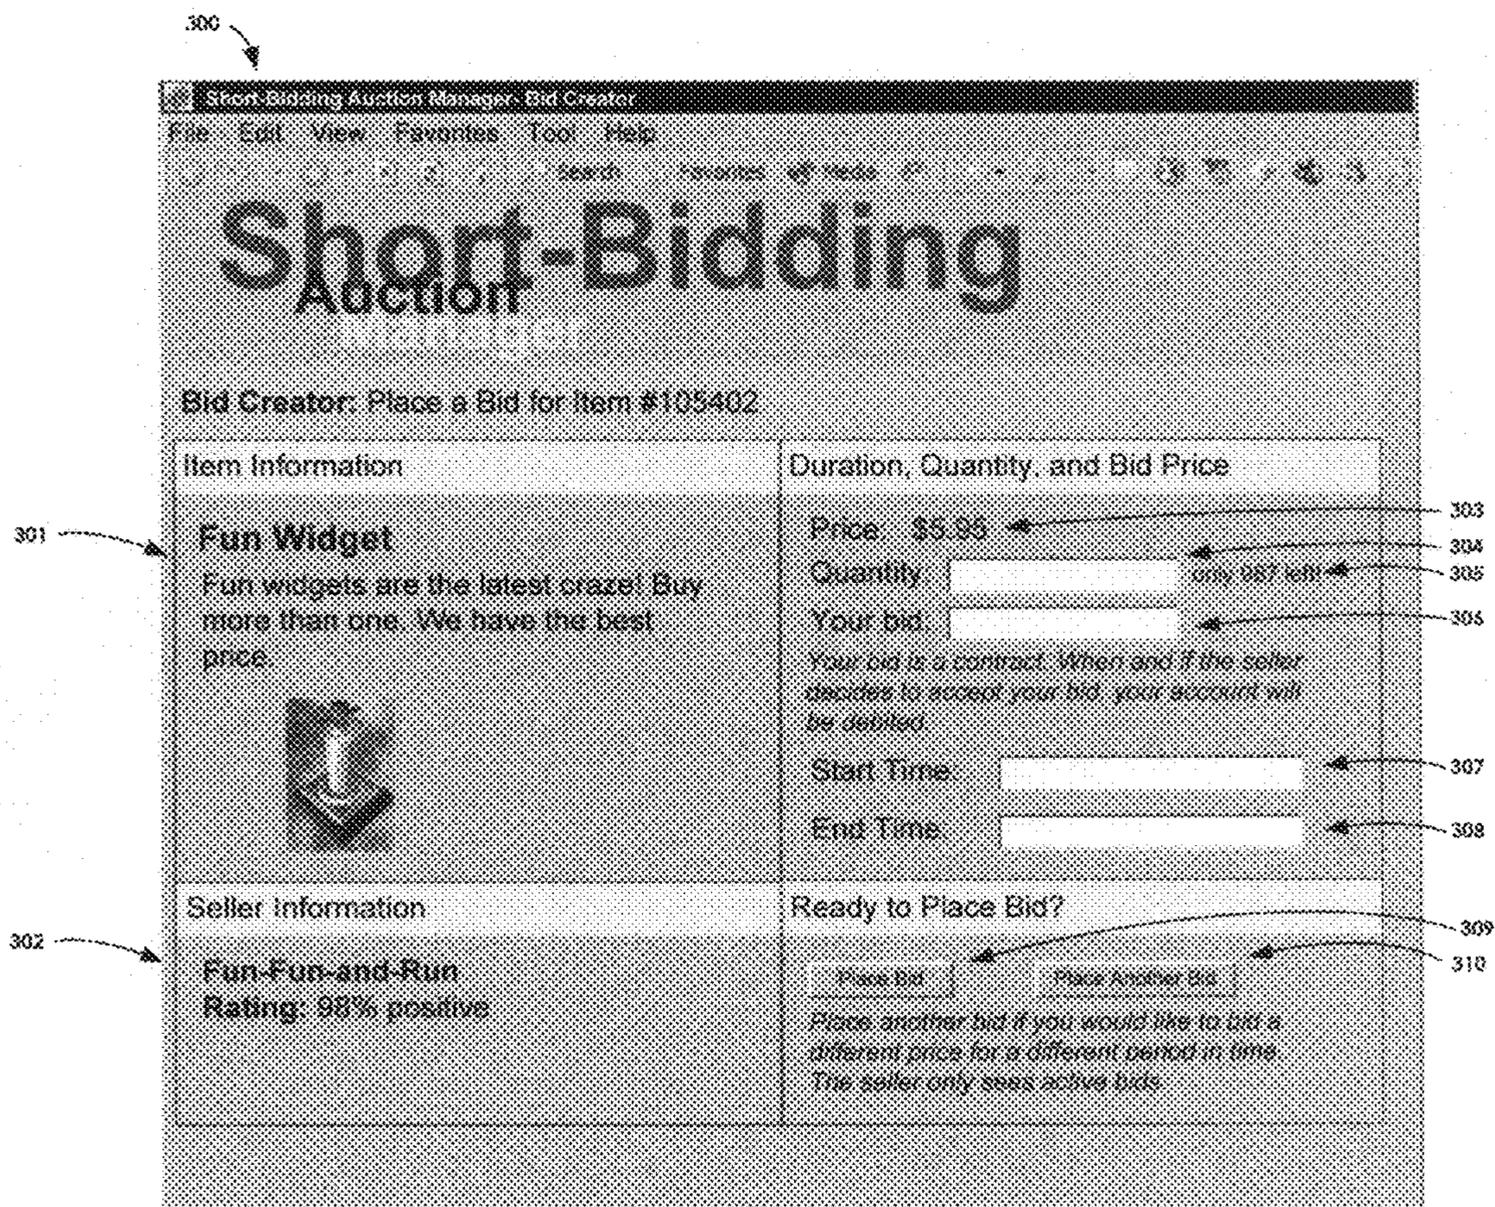 300
Short-Bidding Auction Manager- Bid Creator
File Edit View Favorites Tool Help
Search Favorites Media
Short-Bidding
Auction
Manager
Bid Creator: Place a Bid for Item #105402
Item Information
Duration, Quantity, and Bid Price
301
Fun Widget
Fun widgets are the latest craze! Buy
more than one. We have the best
price.
Price: $5.95
303
304
Quantity:
only 987 left!
305
Your bid:
306
Your bid is a contract. When and if the seller
decides to accept your bid, your account will
be debited.
Start Time:
307
End Time:
308
Seller Information
Ready to Place Bid?
302
309
310
Fun-Fun-and-Run
Rating: 98% positive
Place Bid
Place Another Bid
Place another bid if you would like to bid a
different price for a different period in time.
The seller only sees active bids.